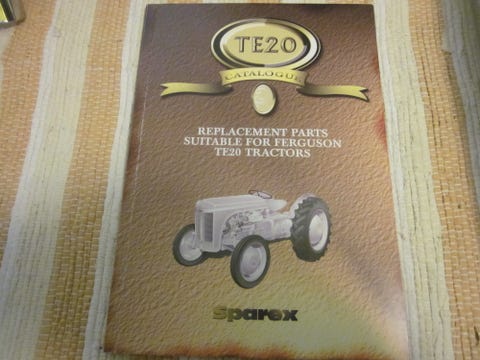 TE20
CATALOGUE
REPLACEMENT PARTS
SUITABLE FOR FERGUSON
TE20 TRACTORS
sparex